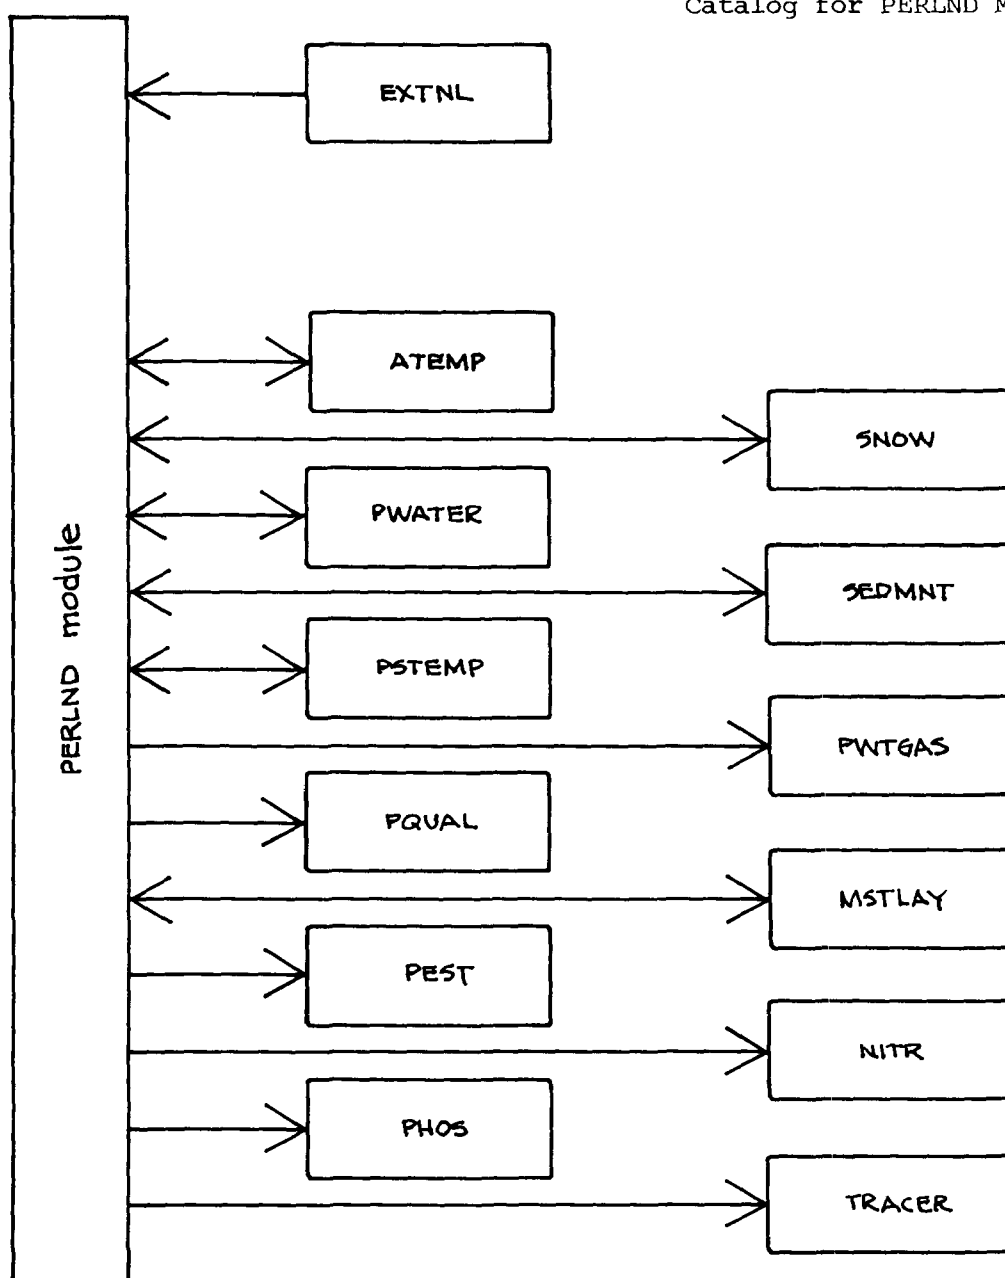 Catalog for PERLND M
EXTNL
ATEMP
SNOW
PWATER
SEDMNT
PERLND module
PSTEMP
PWTGAS
PQUAL
MSTLAY
PEST
NITR
PHOS
TRACER